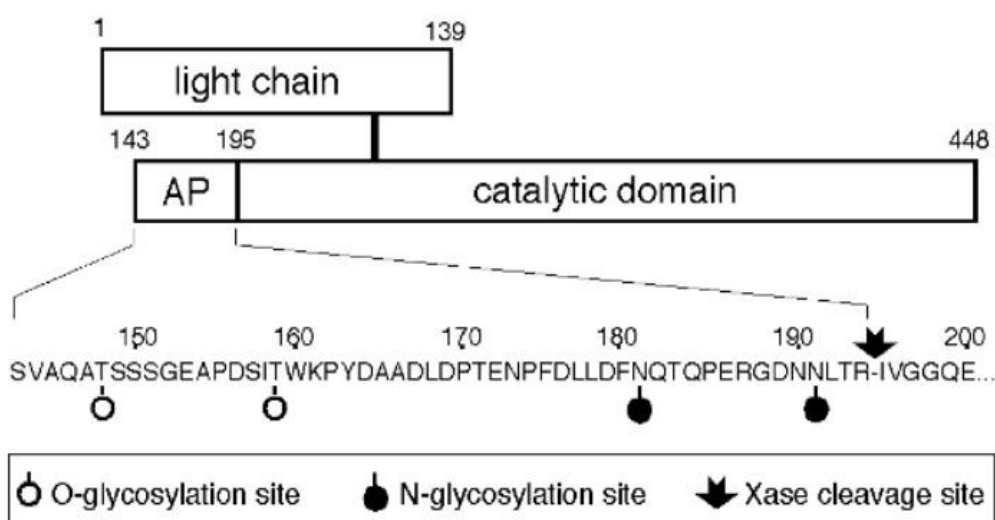 1 139
light chain
143 195 448
AP catalytic domain
150 160 170 180 190 200
SVAQATSSSSGEAPDSITWKPYDAADLDPTENPFDLLDFNQTQPERGDNNLTR-IVGGQE...
O-glycosylation site N-glycosylation site Xase cleavage site